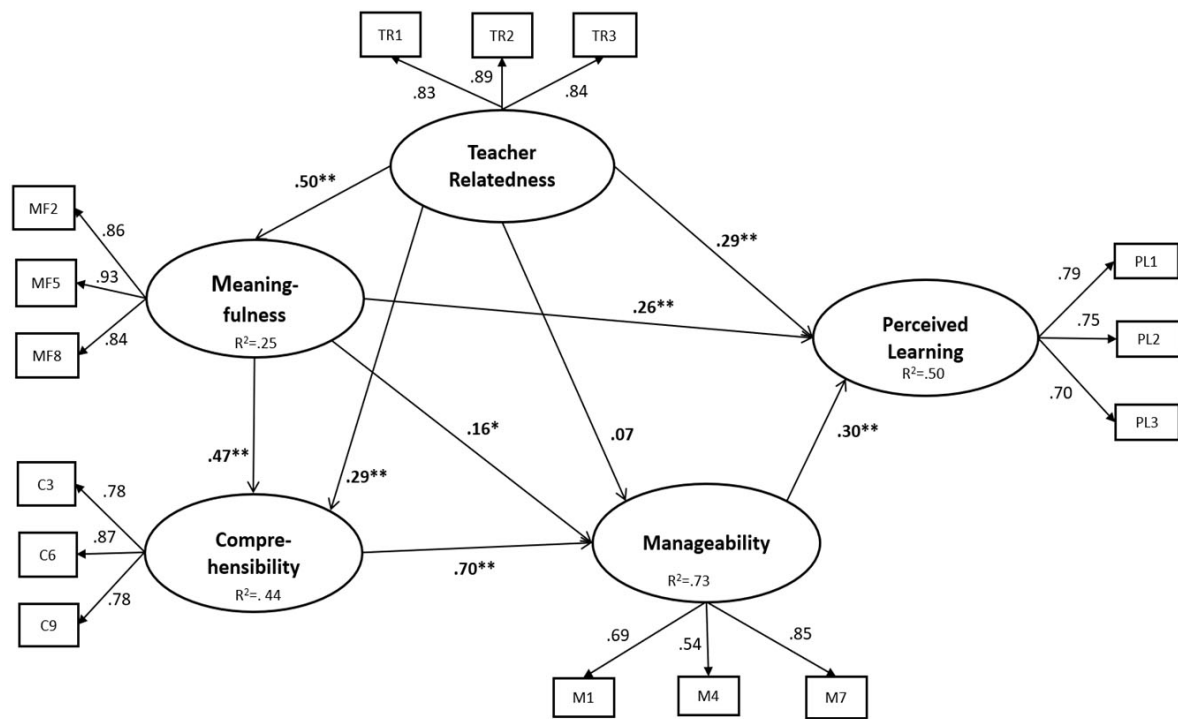 TR1
TR2
TR3
.83
.89
.84
Teacher
Relatedness
.50**
MF2
MF5
MF8
.86
.93
.84
Meaning-
fulness
R²=.25
.29**
.26**
Perceived
Learning
R²=.50
.79
.75
.70
PL1
PL2
PL3
.47**
.29**
.16*
.07
.30**
C3
C6
C9
.78
.87
.78
Compre-
hensibility
R²=. 44
.70**
Manageability
R²=.73
.69
.54
.85
M1
M4
M7